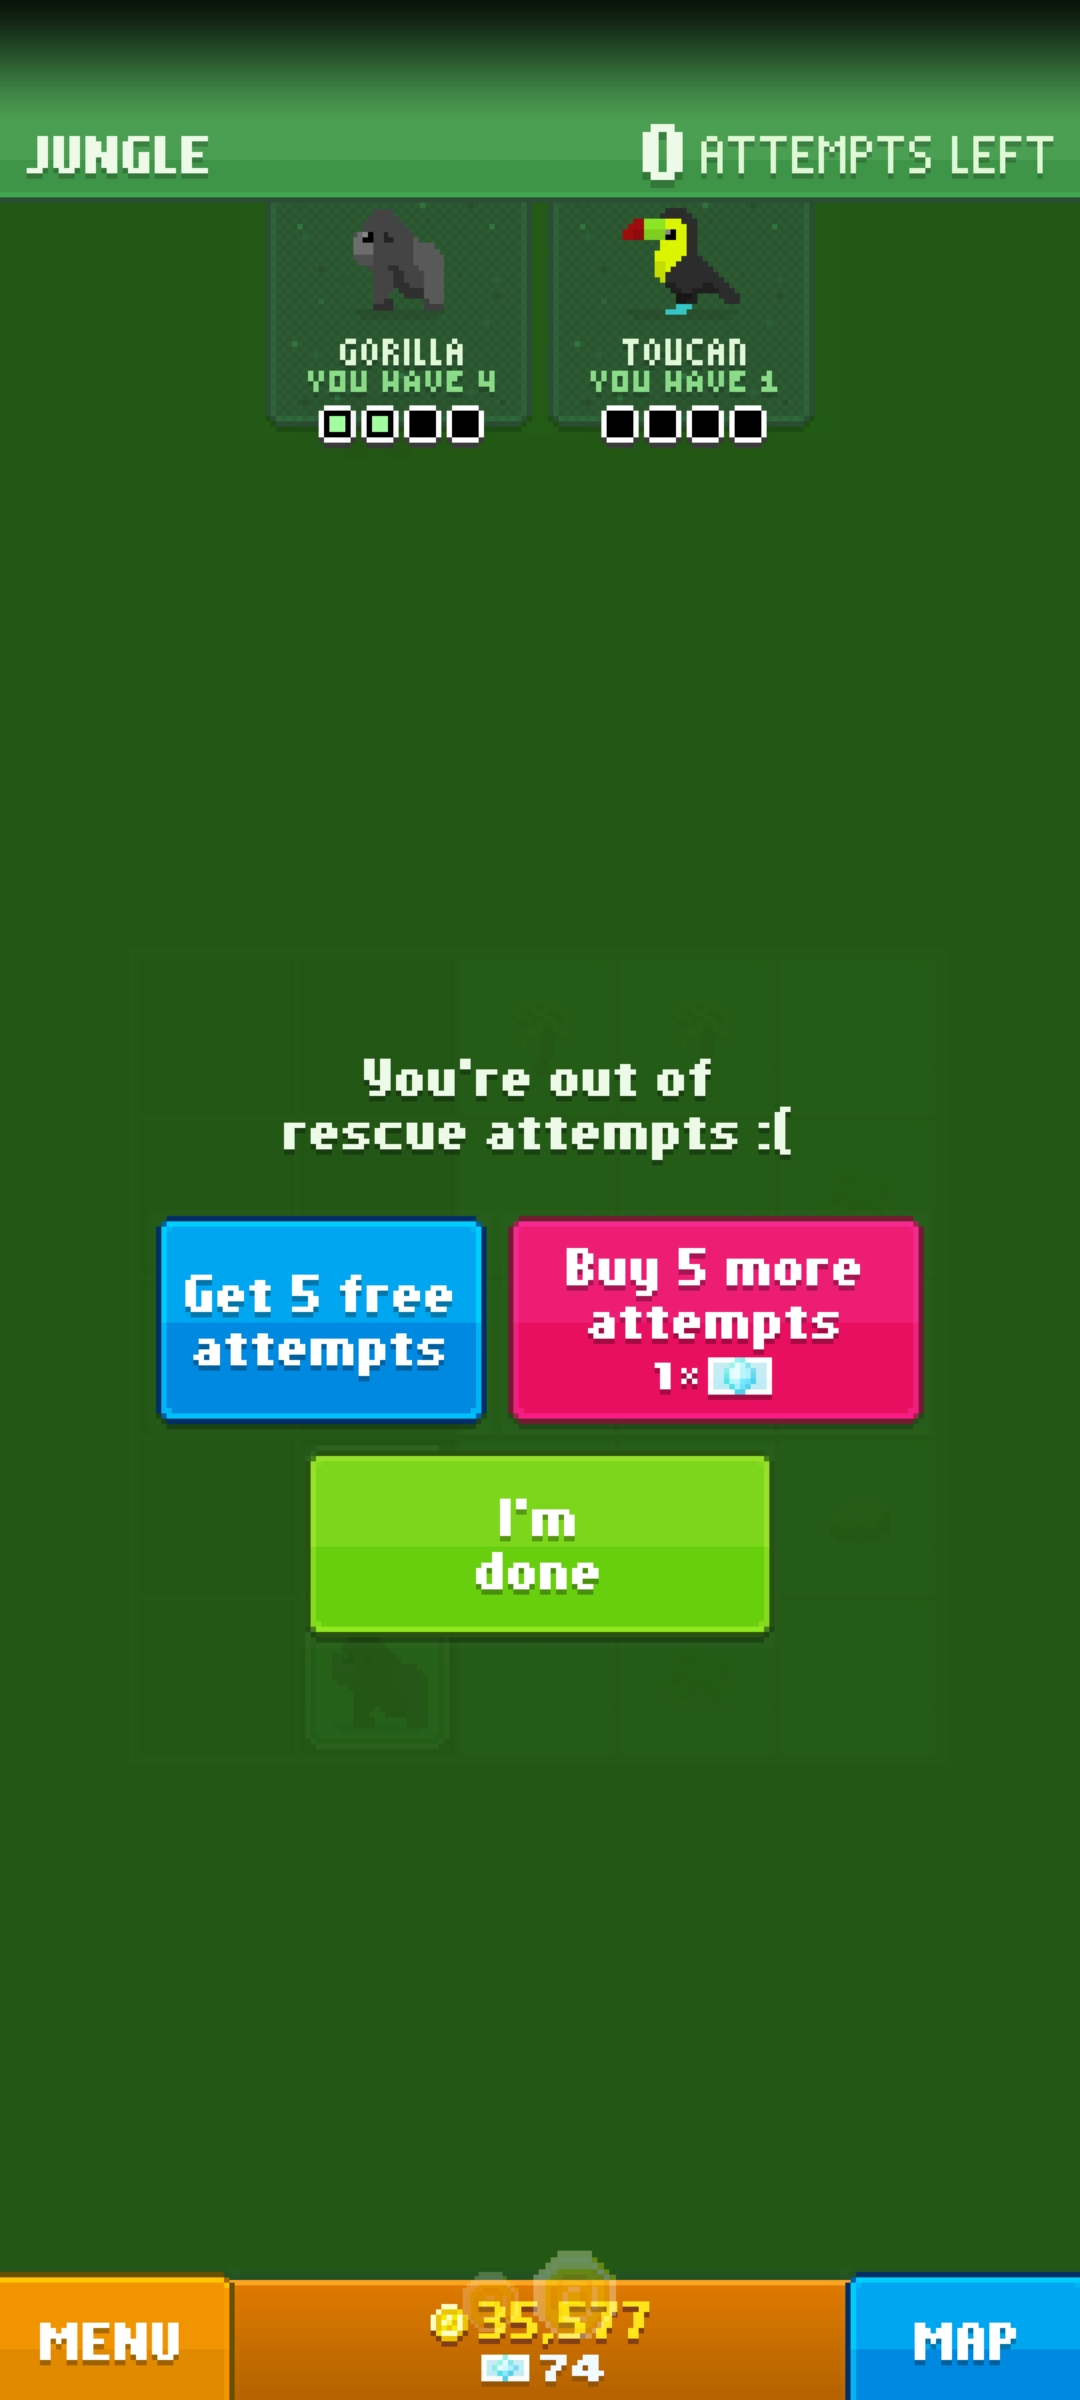 JUNGLE
0 ATTEMPTS LEFT
GORILLA
YOU HAVE 4
TOUCAN
YOU HAVE 1
You're out of
rescue attempts :(
Get 5 free
attempts
Buy 5 more
attempts
1×
I'm
done
MENU
35,577
74
MAP